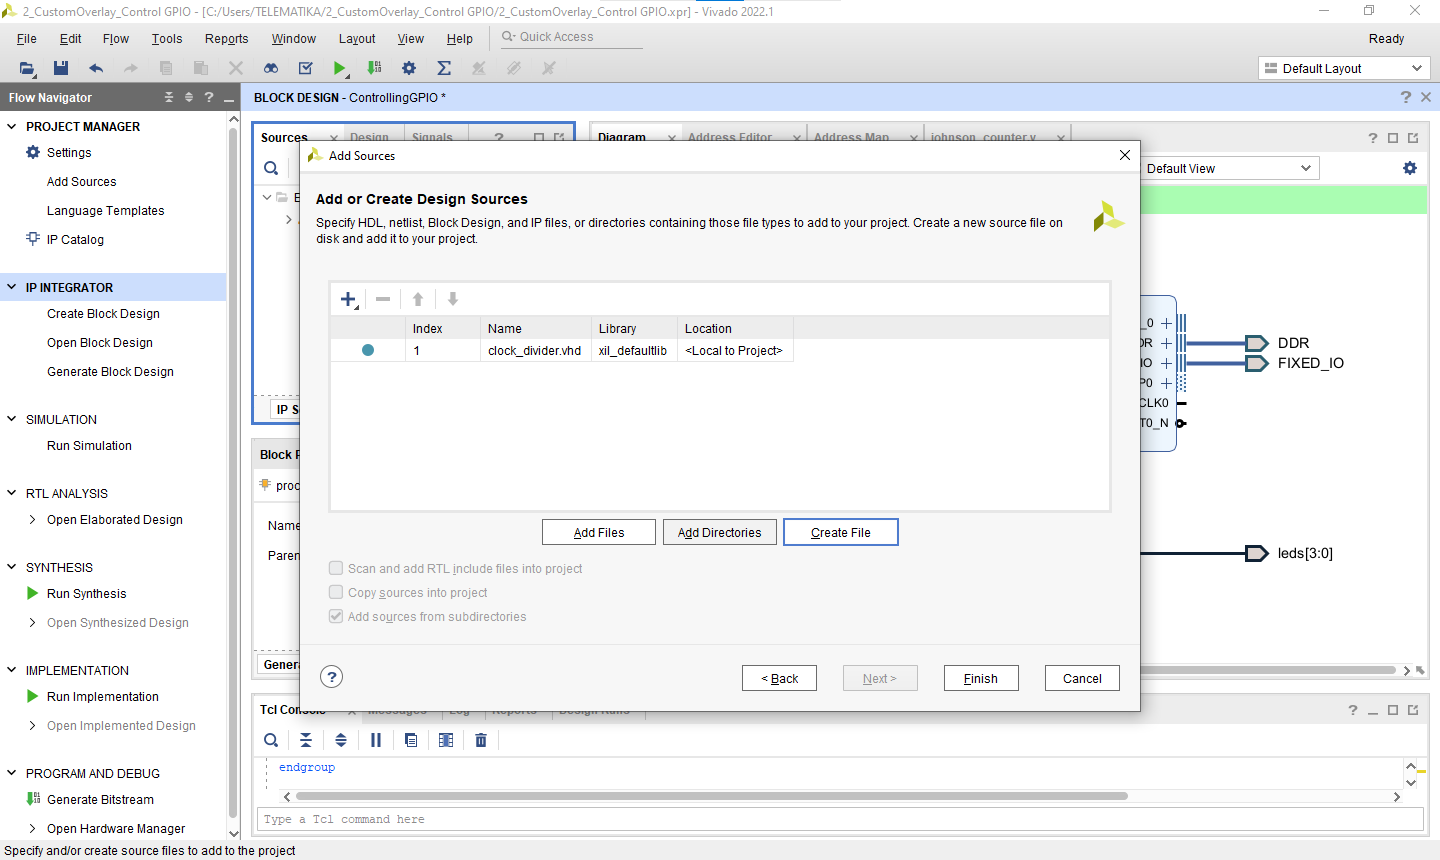 2_CustomOverlay_Control GPIO - [C:/Users/TELEMATIKA/2_CustomOverlay_Control GPIO/2_CustomOverlay_Control GPIO.xpr] - Vivado 2022.1
File Edit Flow Tools Reports Window Layout View Help Quick Access Ready
Default Layout
Flow Navigator
BLOCK DESIGN - ControllingGPIO *
PROJECT MANAGER
Settings
Add Sources
Language Templates
IP Catalog
IP INTEGRATOR
Create Block Design
Open Block Design
Generate Block Design
SIMULATION
Run Simulation
RTL ANALYSIS
Open Elaborated Design
SYNTHESIS
Run Synthesis
Open Synthesized Design
IMPLEMENTATION
Run Implementation
Open Implemented Design
PROGRAM AND DEBUG
Generate Bitstream
Open Hardware Manager
Sources Design Signals
Diagram Address Editor Address Map johnson_counter.v
Default View
Add Sources
Add or Create Design Sources
Specify HDL, netlist, Block Design, and IP files, or directories containing those file types to add to your project. Create a new source file on
disk and add it to your project.
Index Name Library Location
1 clock_divider.vhd xil_defaultlib <Local to Project>
Add Files Add Directories Create File
Scan and add RTL include files into project
Copy sources into project
Add sources from subdirectories
? < Back Next > Finish Cancel
IP S
Block P
proc
Name
Paren
Genera
_0
DR
IO
P0
CLK0
T0_N
DDR
FIXED_IO
leds[3:0]
Tcl Console Messages Log Reports Design Runs
endgroup
Type a Tcl command here
Specify and/or create source files to add to the project